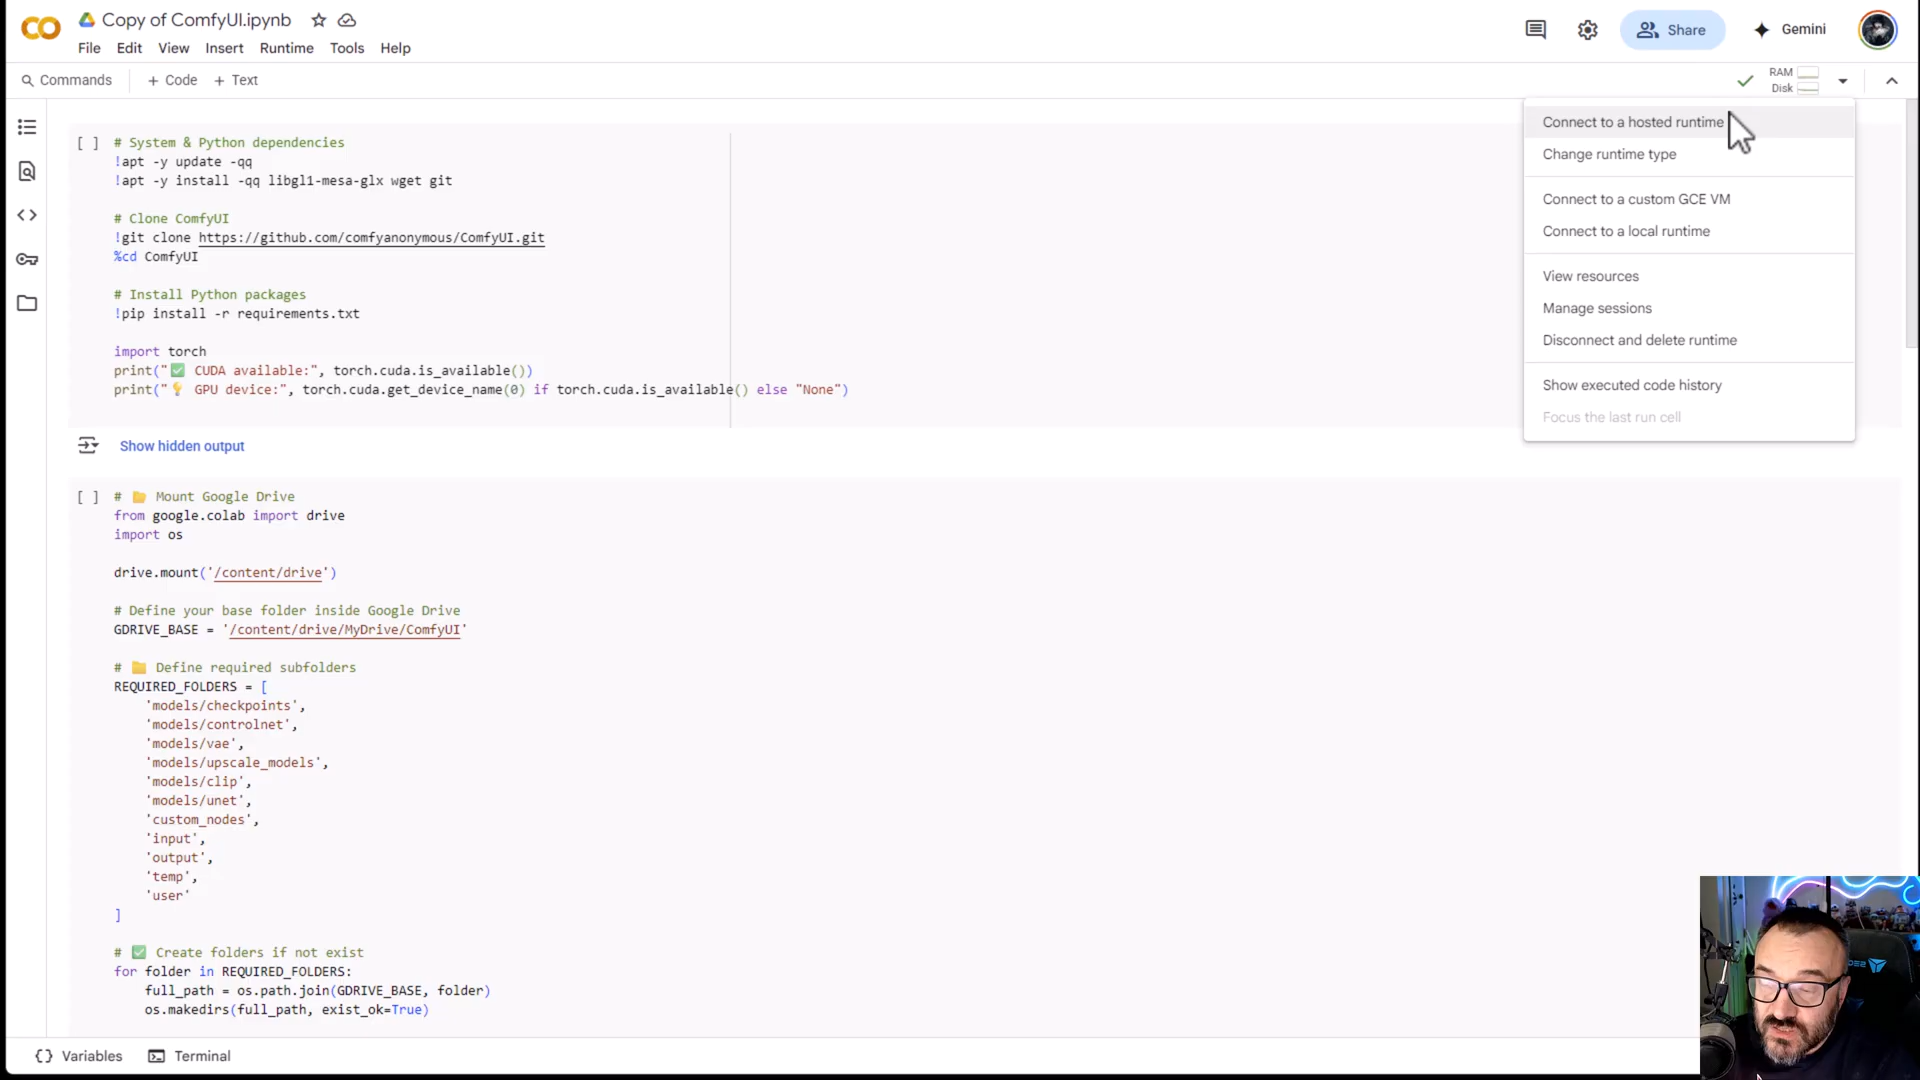 Copy of ComfyUI.ipynb
File Edit View Insert Runtime Tools Help
Share
Gemini
Commands + Code + Text
RAM
Disk
Connect to a hosted runtime
Change runtime type
Connect to a custom GCE VM
Connect to a local runtime
View resources
Manage sessions
Disconnect and delete runtime
Show executed code history
Focus the last run cell
[ ] # System & Python dependencies
!apt -y update -qq
!apt -y install -qq libgl1-mesa-glx wget git
# Clone ComfyUI
!git clone https://github.com/comfyanonymous/ComfyUI.git
%cd ComfyUI
# Install Python packages
!pip install -r requirements.txt
import torch
print("✅ CUDA available:", torch.cuda.is_available())
print("💡 GPU device:", torch.cuda.get_device_name(0) if torch.cuda.is_available() else "None")
Show hidden output
[ ] # 📁 Mount Google Drive
from google.colab import drive
import os
drive.mount('/content/drive')
# Define your base folder inside Google Drive
GDRIVE_BASE = '/content/drive/MyDrive/ComfyUI'
# 📁 Define required subfolders
REQUIRED_FOLDERS = [
'models/checkpoints',
'models/controlnet',
'models/vae',
'models/upscale_models',
'models/clip',
'models/unet',
'custom_nodes',
'input',
'output',
'temp',
'user'
]
# ✅ Create folders if not exist
for folder in REQUIRED_FOLDERS:
full_path = os.path.join(GDRIVE_BASE, folder)
os.makedirs(full_path, exist_ok=True)
{} Variables
Terminal